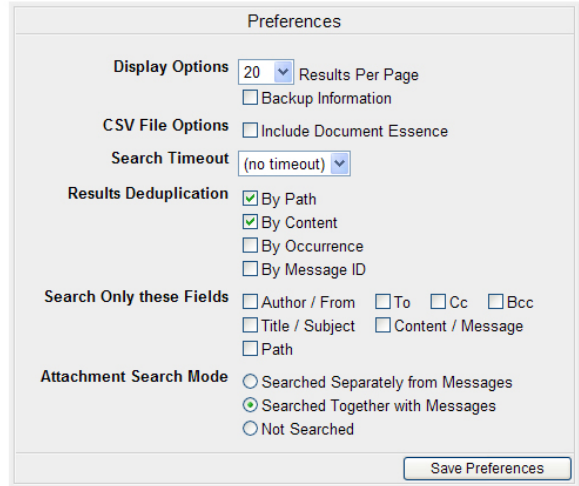 Preferences
Display Options 20 Results Per Page
Backup Information
CSV File Options Include Document Essence
Search Timeout (no timeout)
Results Deduplication By Path
By Content
By Occurrence
By Message ID
Search Only these Fields Author / From To Cc Bcc
Title / Subject Content / Message
Path
Attachment Search Mode Searched Separately from Messages
Searched Together with Messages
Not Searched
Save Preferences